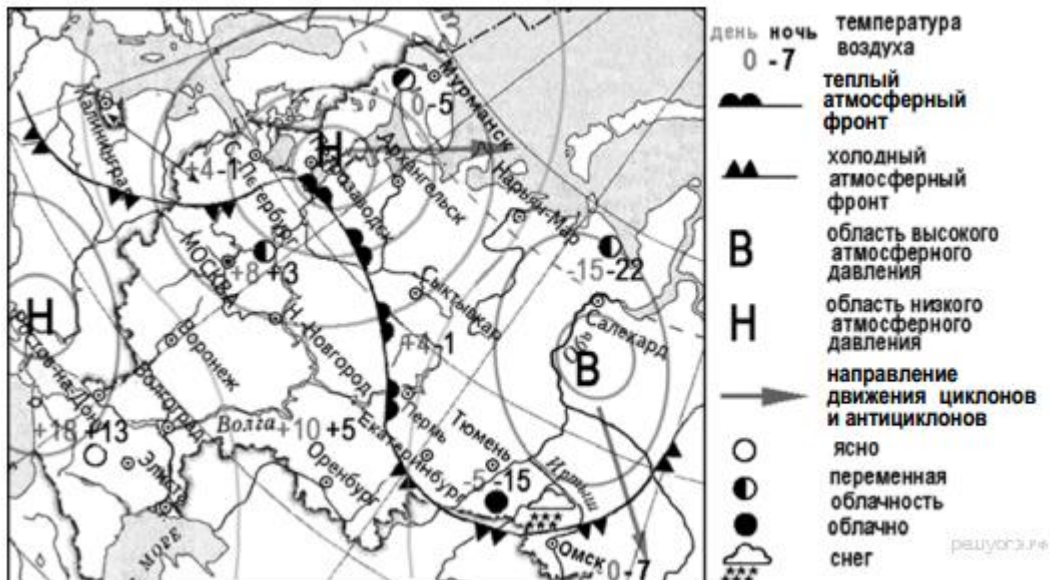 Калининград
+4 -1
С.-Петербург
Н
Петрозаводск
0 -5
Мурманск
Архангельск
Нарьян-Мар
-15 -22
МОСКВА
+8 +3
Сыктывкар
+4 -1
Салехард
Обь
В
Н
Ростов-на-Дону
Воронеж
Волгоград
Н.-Новгород
Волга
+10 +5
Пермь
Екатеринбург
Тюмень
Иртыш
-5 -15
+18 +13
Элиста
Оренбург
МОРЕ
Омск
0 -7
день ночь температура
воздуха
0 -7
теплый
атмосферный
фронт
холодный
атмосферный
фронт
В
область высокого
атмосферного
давления
Н
область низкого
атмосферного
давления
направление
движения циклонов
и антициклонов
ясно
переменная
облачность
облачно
снег
решуогэ.рф